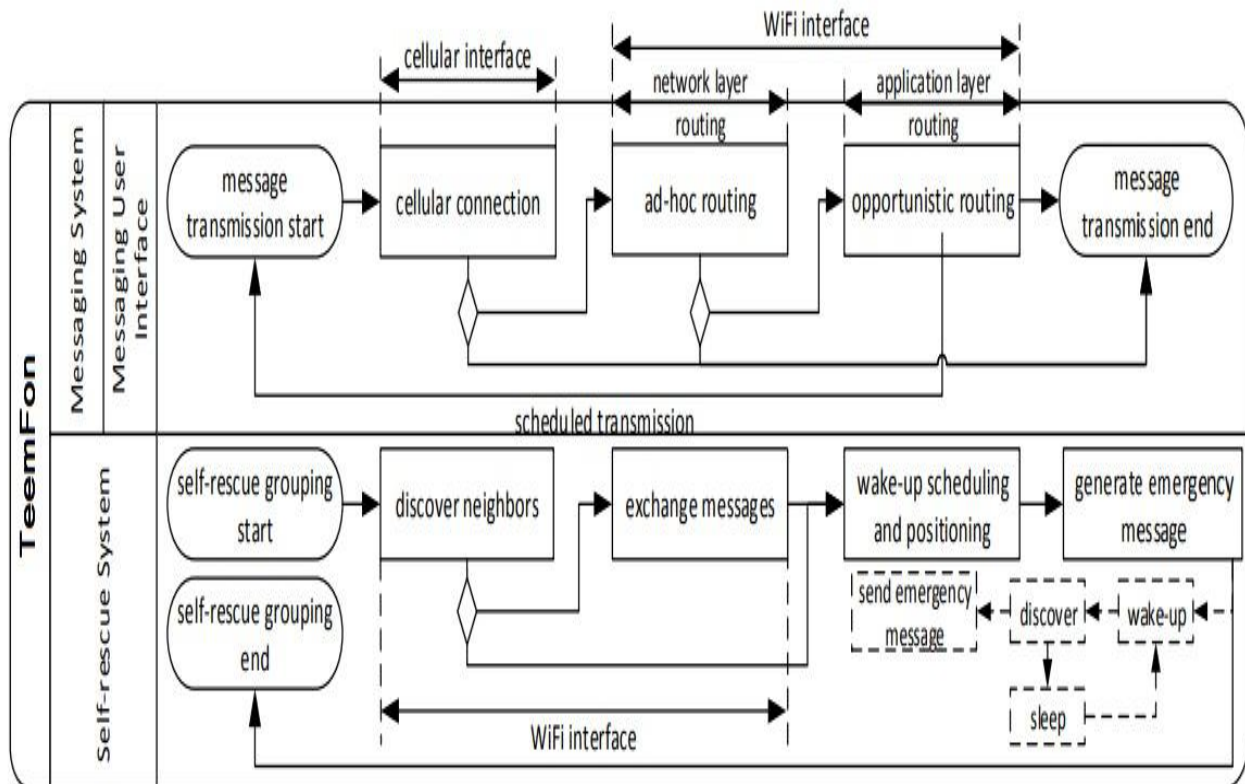 WiFi interface
cellular interface
network layer
routing
application layer
routing
TeemFon
Messaging System
Messaging User
Interface
message
transmission start
cellular connection
ad-hoc routing
opportunistic routing
message
transmission end
scheduled transmission
Self-rescue System
self-rescue grouping
start
discover neighbors
exchange messages
wake-up scheduling
and positioning
generate emergency
message
self-rescue grouping
end
send emergency
message
discover
wake-up
sleep
WiFi interface